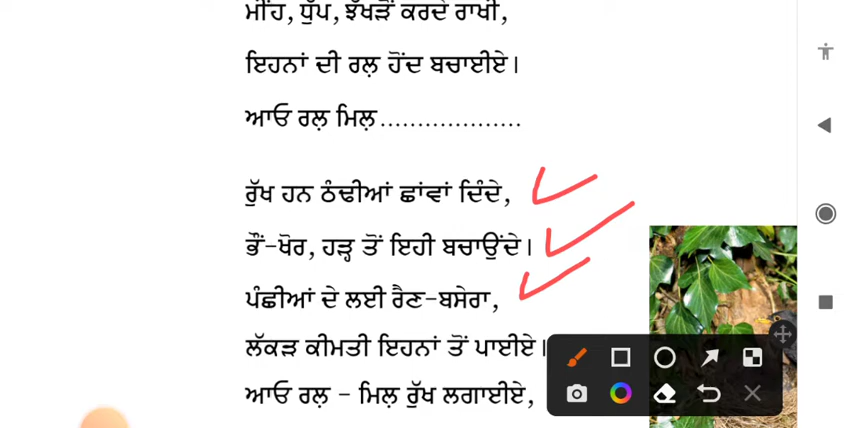 ਮੀਂਹ, ਧੁੱਪ, ਝੱਖੜੋਂ ਕਰਦੇ ਰਾਖੀ,
ਇਹਨਾਂ ਦੀ ਰਲ਼ ਹੋਂਦ ਬਚਾਈਏ।
ਆਓ ਰਲ਼ ਮਿਲ਼...................
ਰੁੱਖ ਹਨ ਠੰਢੀਆਂ ਛਾਂਵਾਂ ਦਿੰਦੇ,
ਭੌਂ-ਖੋਰ, ਹੜ੍ਹ ਤੋਂ ਇਹੀ ਬਚਾਉਂਦੇ।
ਪੰਛੀਆਂ ਦੇ ਲਈ ਰੈਣ-ਬਸੇਰਾ,
ਲੱਕੜ ਕੀਮਤੀ ਇਹਨਾਂ ਤੋਂ ਪਾਈਏ।
ਆਓ ਰਲ਼ - ਮਿਲ਼ ਰੁੱਖ ਲਗਾਈਏ,